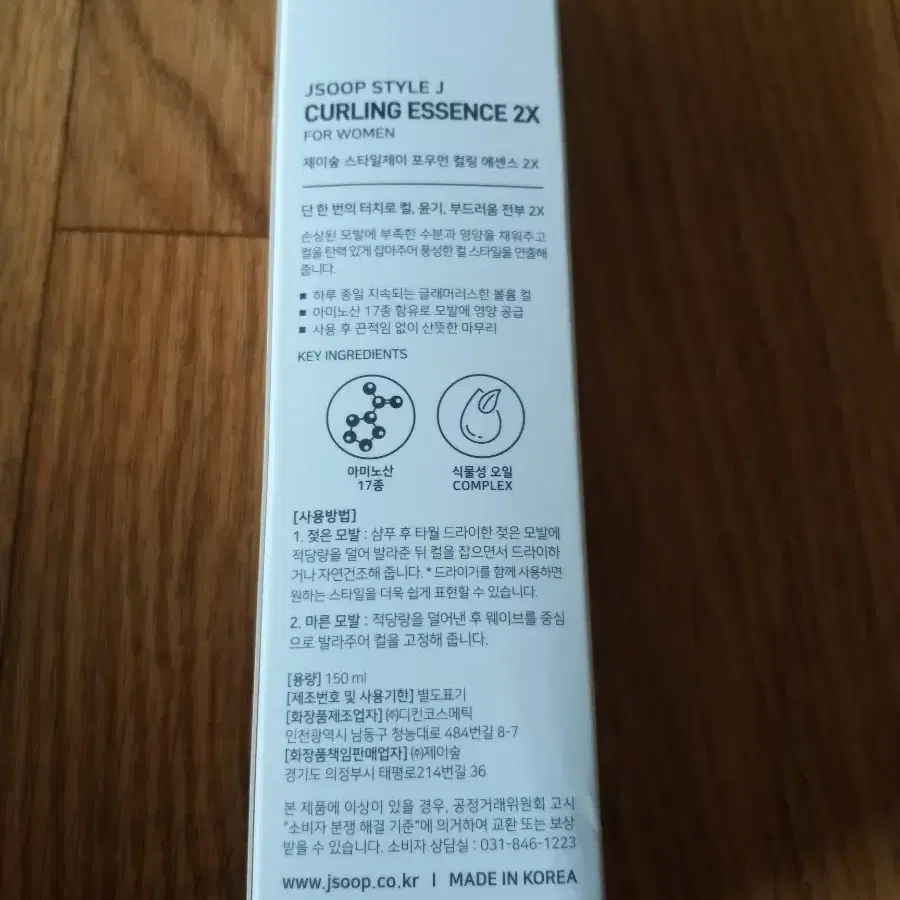 JSOOP STYLE J
CURLING ESSENCE 2X
FOR WOMEN
제이숲 스타일제이 포우먼 컬링 에센스 2X
단 한 번의 터치로 컬, 윤기, 부드러움 전부 2X
손상된 모발에 부족한 수분과 영양을 채워주고
컬을 탄력 있게 잡아주어 풍성한 컬 스타일을 연출해
줍니다.
■ 하루 종일 지속되는 글래머러스한 볼륨 컬
■ 아미노산 17종 함유로 모발에 영양 공급
■ 사용 후 끈적임 없이 산뜻한 마무리
KEY INGREDIENTS
아미노산
17종
식물성 오일
COMPLEX
[사용방법]
1. 젖은 모발 : 샴푸 후 타월 드라이한 젖은 모발에
적당량을 덜어 발라준 뒤 컬을 잡으면서 드라이하
거나 자연건조해 줍니다. * 드라이기를 함께 사용하면
원하는 스타일을 더욱 쉽게 표현할 수 있습니다.
2. 마른 모발 : 적당량을 덜어낸 후 웨이브를 중심
으로 발라주어 컬을 고정해 줍니다.
[용량] 150 ml
[제조번호 및 사용기한] 별도표기
[화장품제조업자] ㈜디킨코스메틱
인천광역시 남동구 청능대로 484번길 8-7
[화장품책임판매업자] ㈜제이숲
경기도 의정부시 태평로214번길 36
본 제품에 이상이 있을 경우, 공정거래위원회 고시
"소비자 분쟁 해결 기준"에 의거하여 교환 또는 보상
받을 수 있습니다. 소비자 상담실 : 031-846-1223
www.jsoop.co.kr I MADE IN KOREA